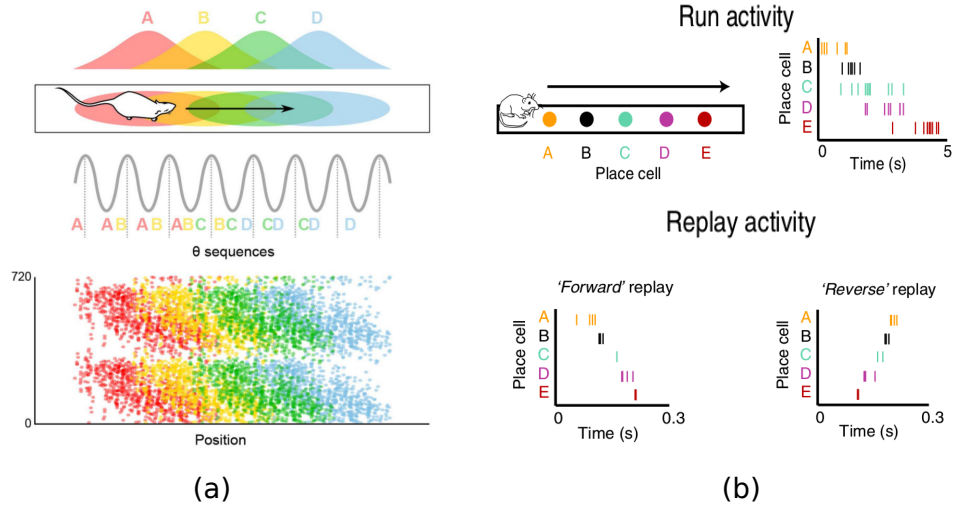 A B C D
A AB AB ABC BCD CD CD D
θ sequences
720
0
Position
(a)
Run activity
A B C D E
Place cell
Place cell
A
B
C
D
E
0 5
Time (s)
Replay activity
'Forward' replay
Place cell
A
B
C
D
E
0 0.3
Time (s)
'Reverse' replay
Place cell
A
B
C
D
E
0 0.3
Time (s)
(b)